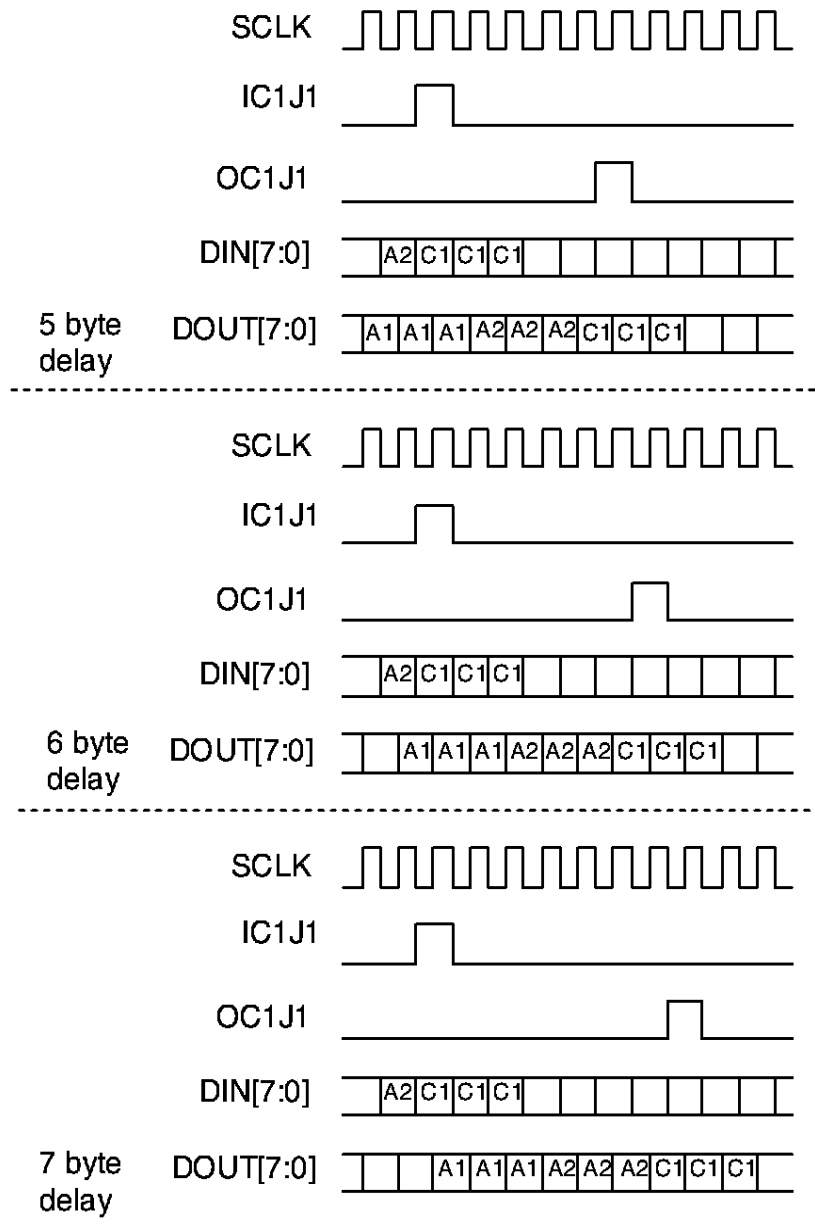 SCLK
IC1J1
OC1J1
DIN[7:0] A2 C1 C1 C1
5 byte delay DOUT[7:0] A1 A1 A1 A2 A2 A2 C1 C1 C1
SCLK
IC1J1
OC1J1
DIN[7:0] A2 C1 C1 C1
6 byte delay DOUT[7:0] A1 A1 A1 A2 A2 A2 C1 C1 C1
SCLK
IC1J1
OC1J1
DIN[7:0] A2 C1 C1 C1
7 byte delay DOUT[7:0] A1 A1 A1 A2 A2 A2 C1 C1 C1